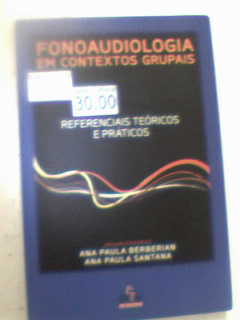 FONOAUDIOLOGIA
EM CONTEXTOS GRUPAIS
30,00
REFERENCIAIS TEÓRICOS
E PRÁTICOS
ANA PAULA BERBERIAN
ANA PAULA SANTANA